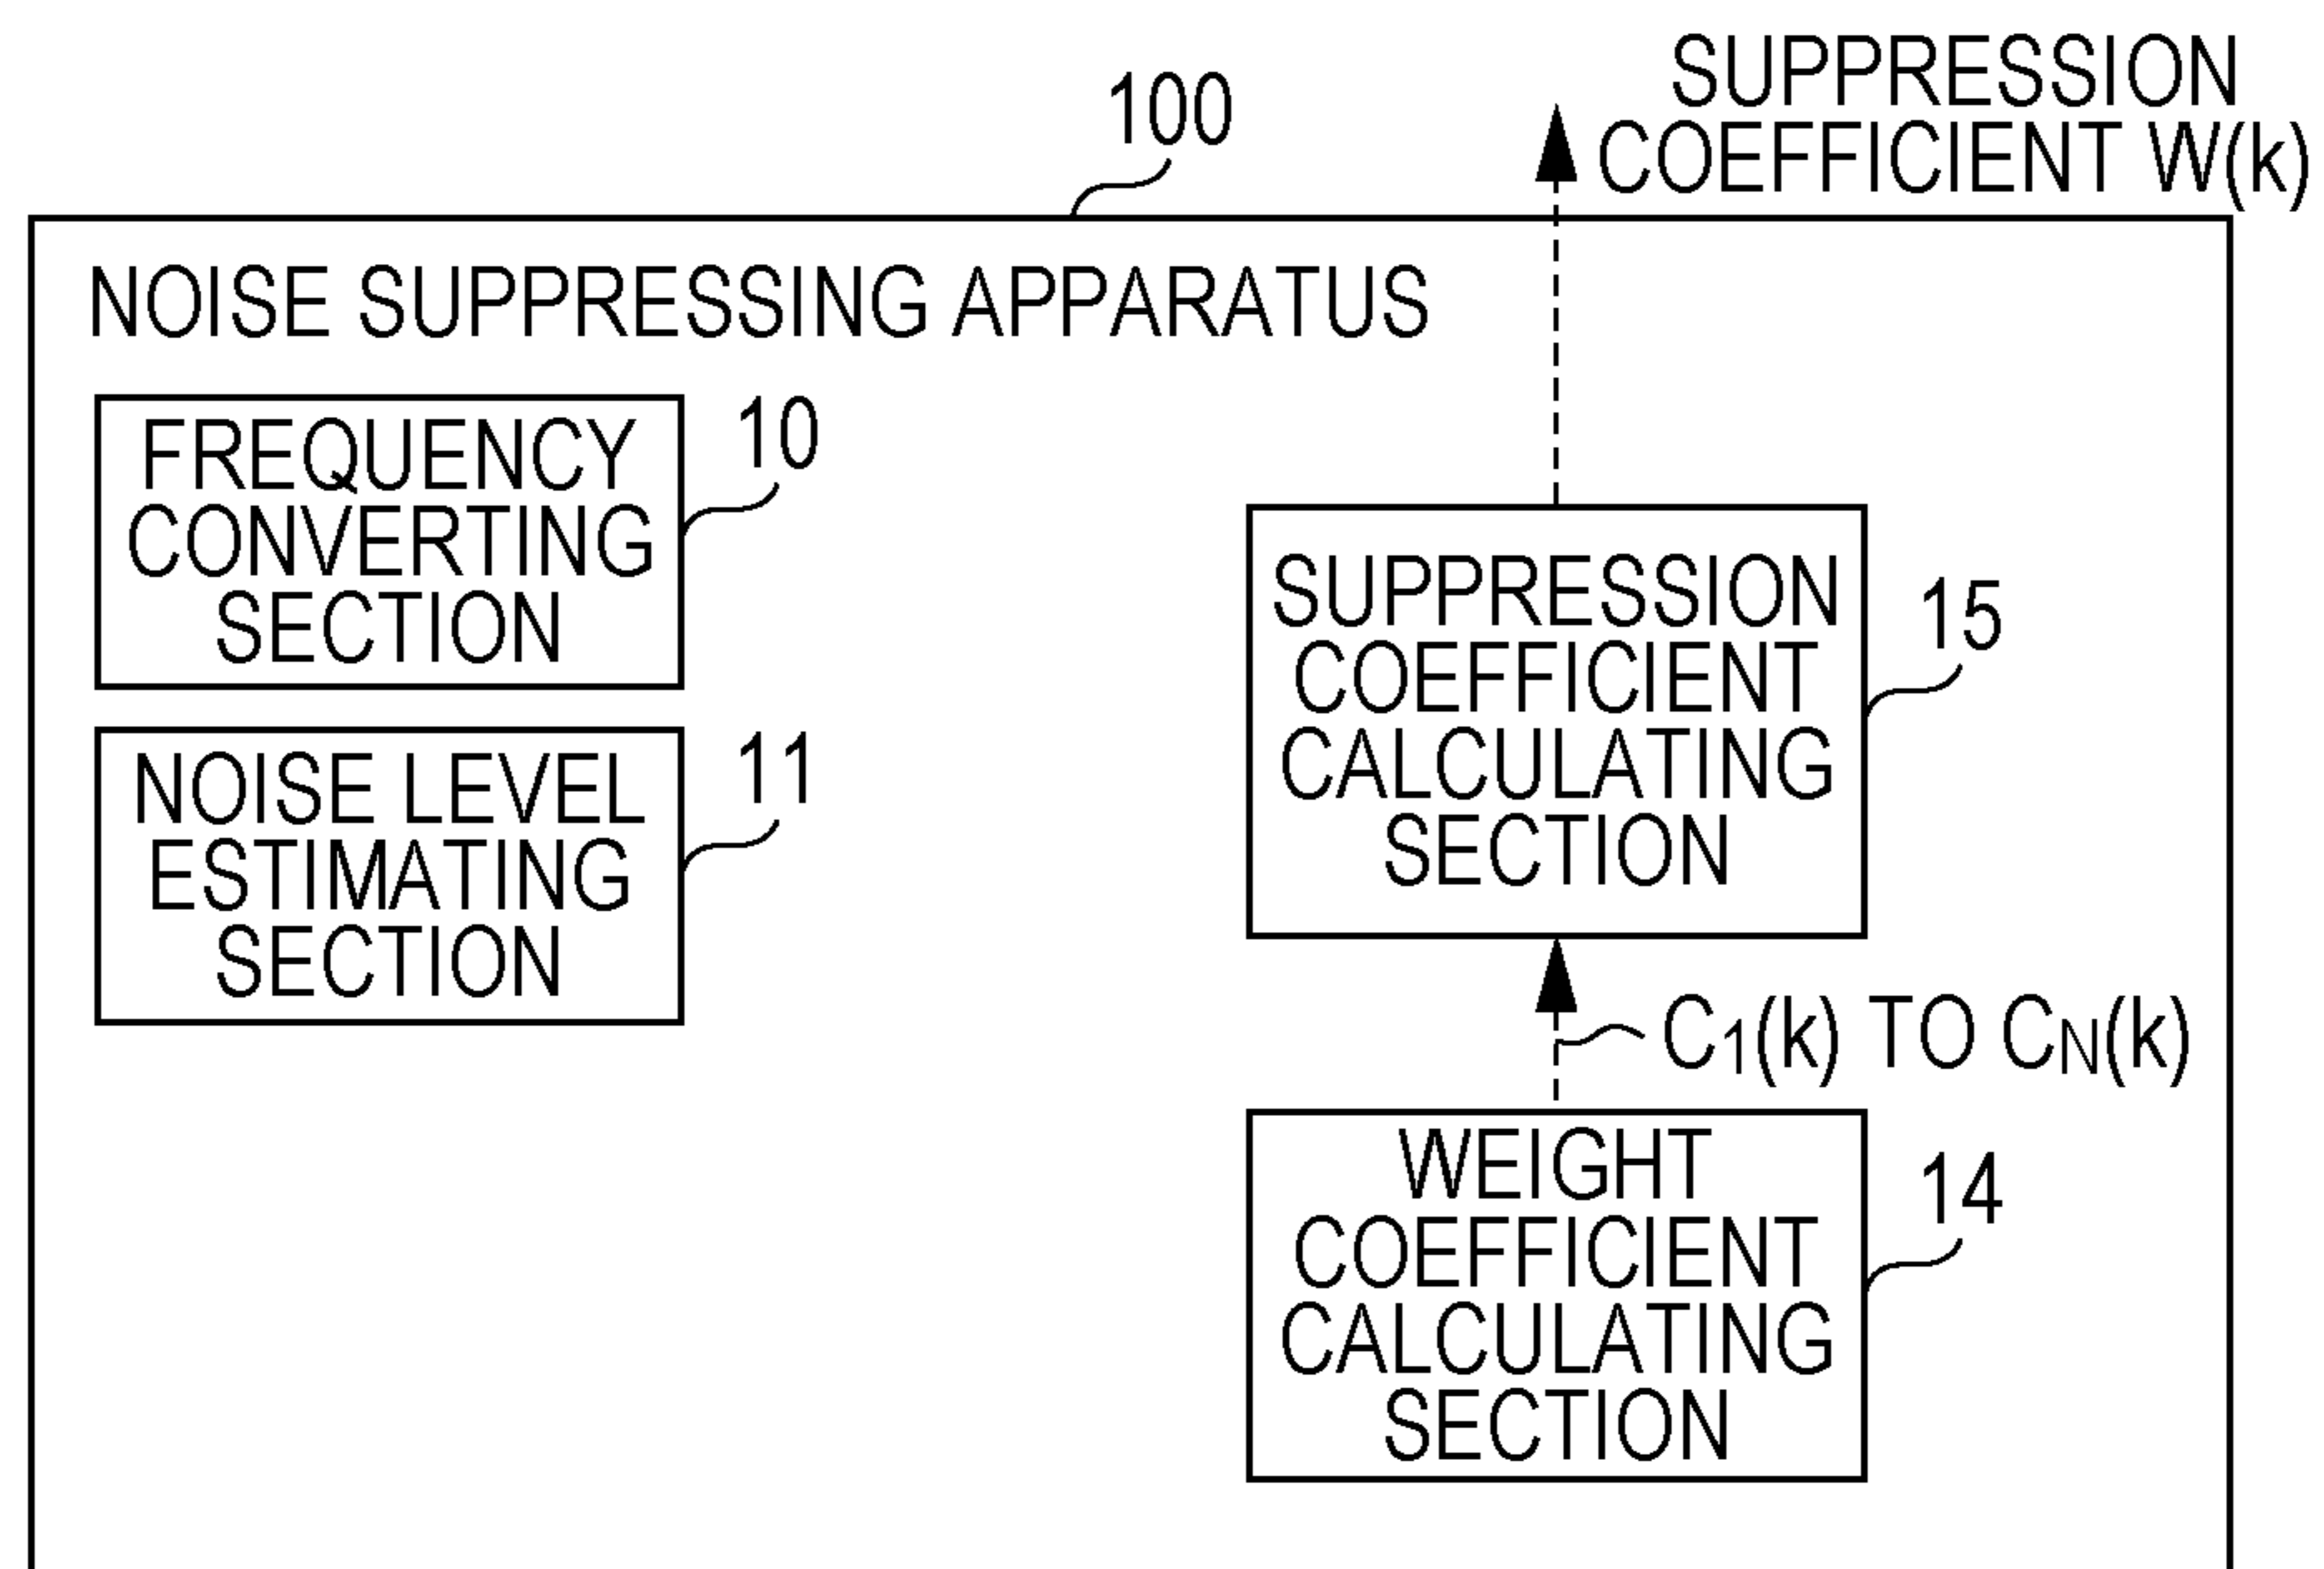 100
SUPPRESSION
COEFFICIENT W(k)
NOISE SUPPRESSING APPARATUS
FREQUENCY
CONVERTING
SECTION
10
NOISE LEVEL
ESTIMATING
SECTION
11
SUPPRESSION
COEFFICIENT
CALCULATING
SECTION
15
C1(k) TO CN(k)
WEIGHT
COEFFICIENT
CALCULATING
SECTION
14